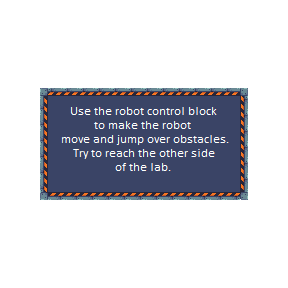 Use the robot control block
to make the robot
move and jump over obstacles.
Try to reach the other side
of the lab.